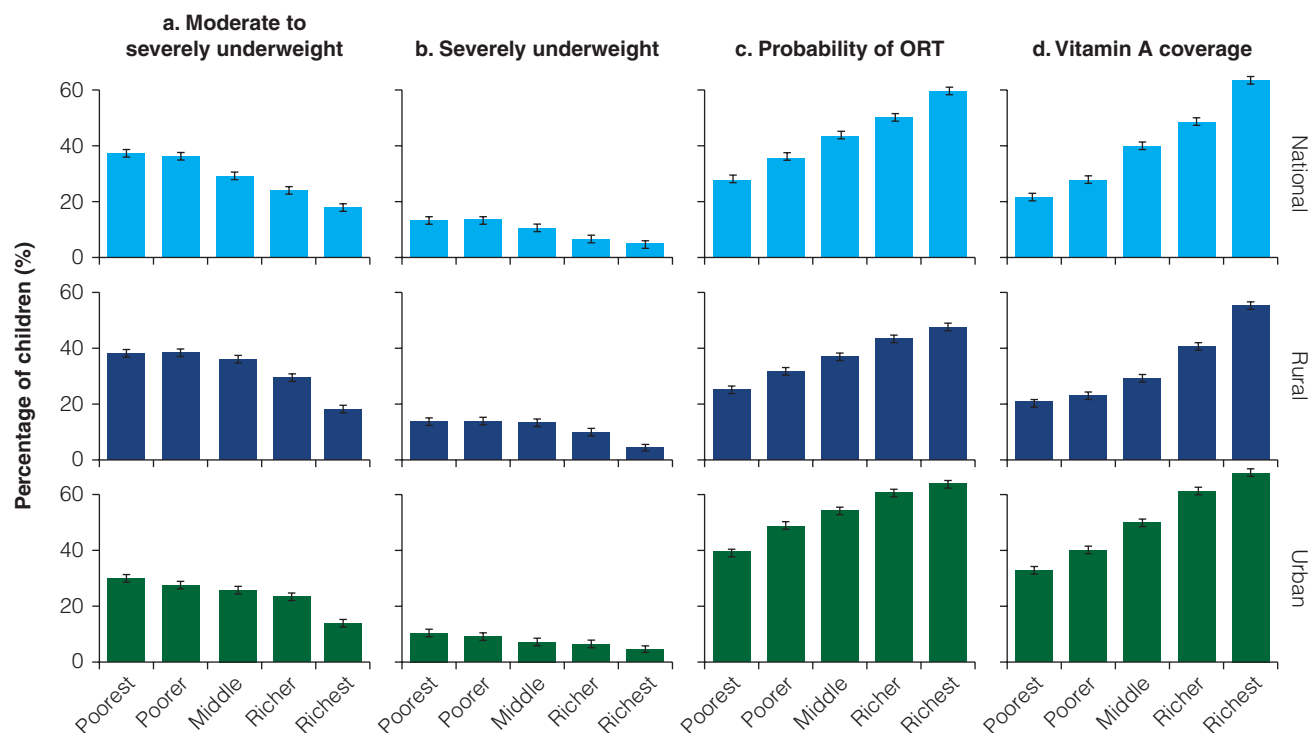 a. Moderate to
severely underweight
b. Severely underweight
c. Probability of ORT
d. Vitamin A coverage
Percentage of children (%)
60
40
20
0
National
60
40
20
0
Rural
60
40
20
0
Urban
Poorest
Poorer
Middle
Richer
Richest
Poorest
Poorer
Middle
Richer
Richest
Poorest
Poorer
Middle
Richer
Richest
Poorest
Poorer
Middle
Richer
Richest